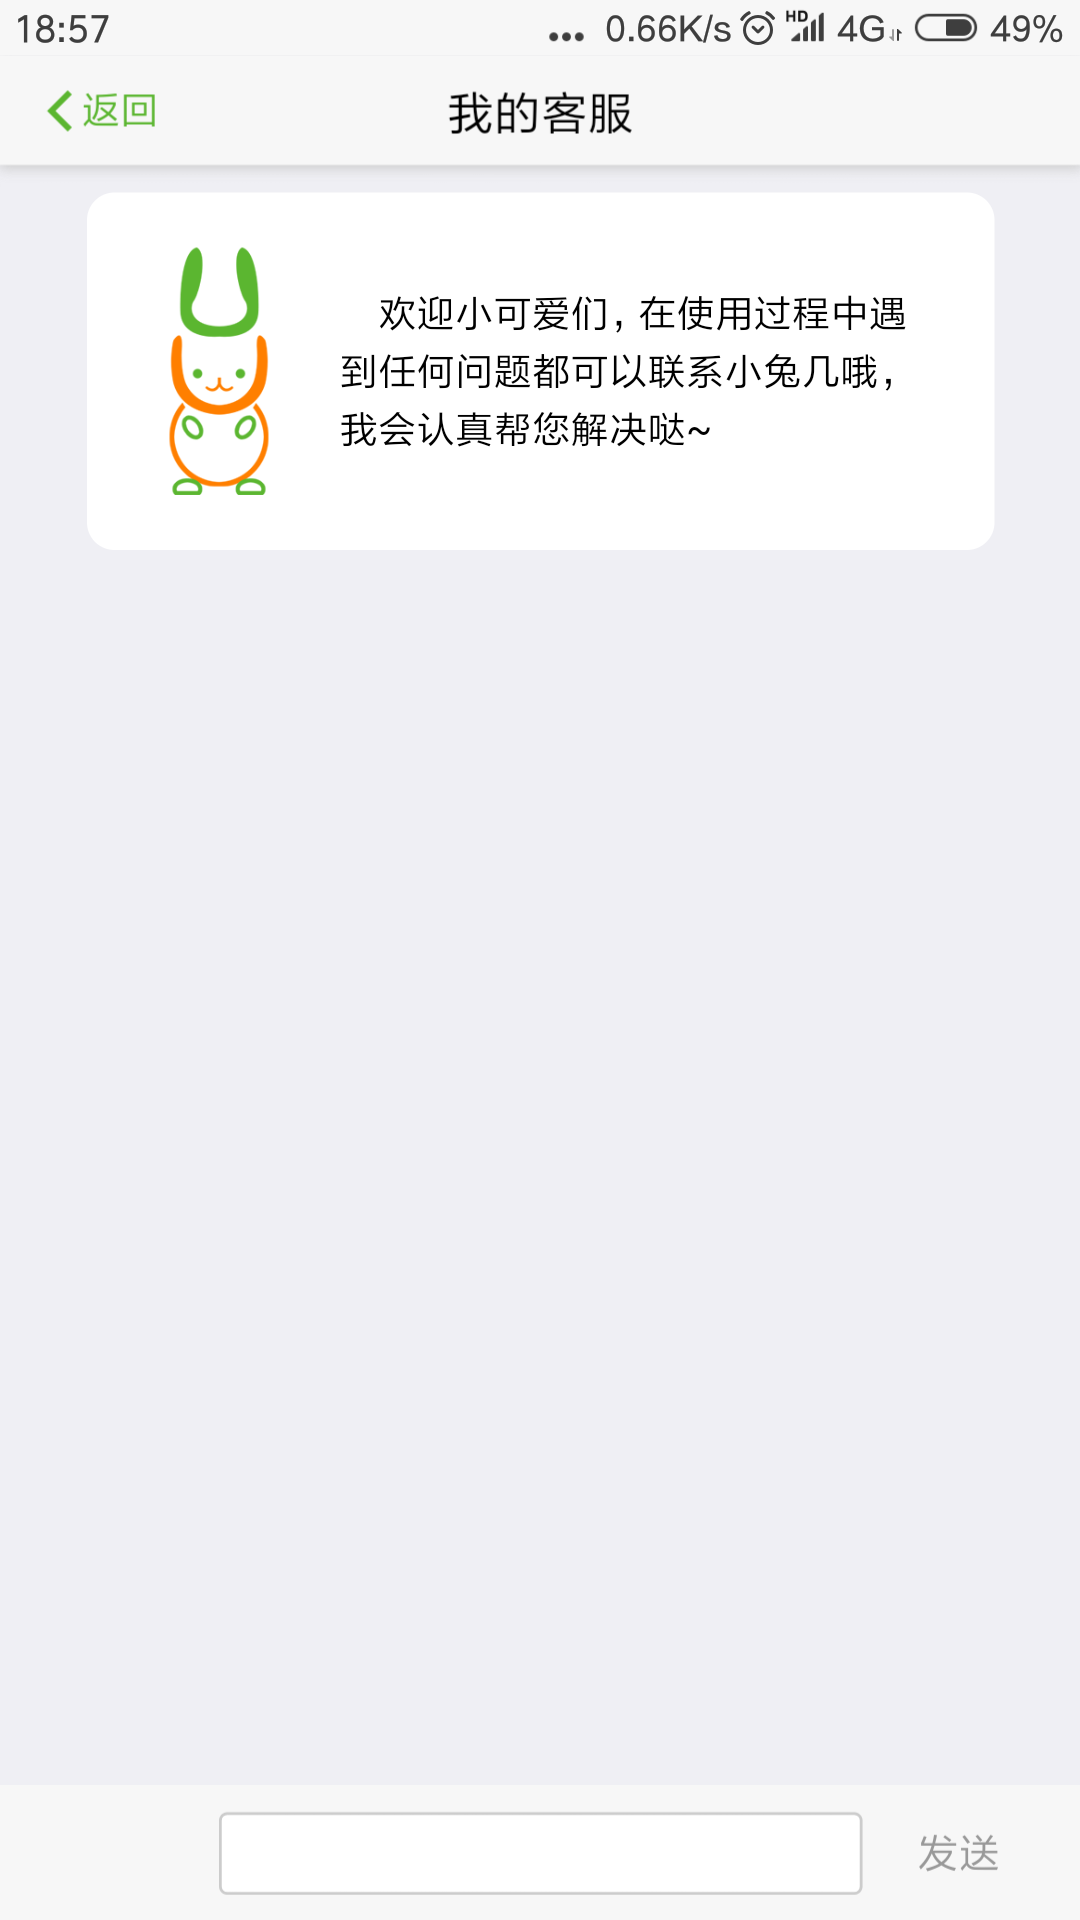 18:57 ... 0.66K/s HD 4G 49%
返回 我的客服
欢迎小可爱们，在使用过程中遇
到任何问题都可以联系小兔几哦，
我会认真帮您解决哒~
发送